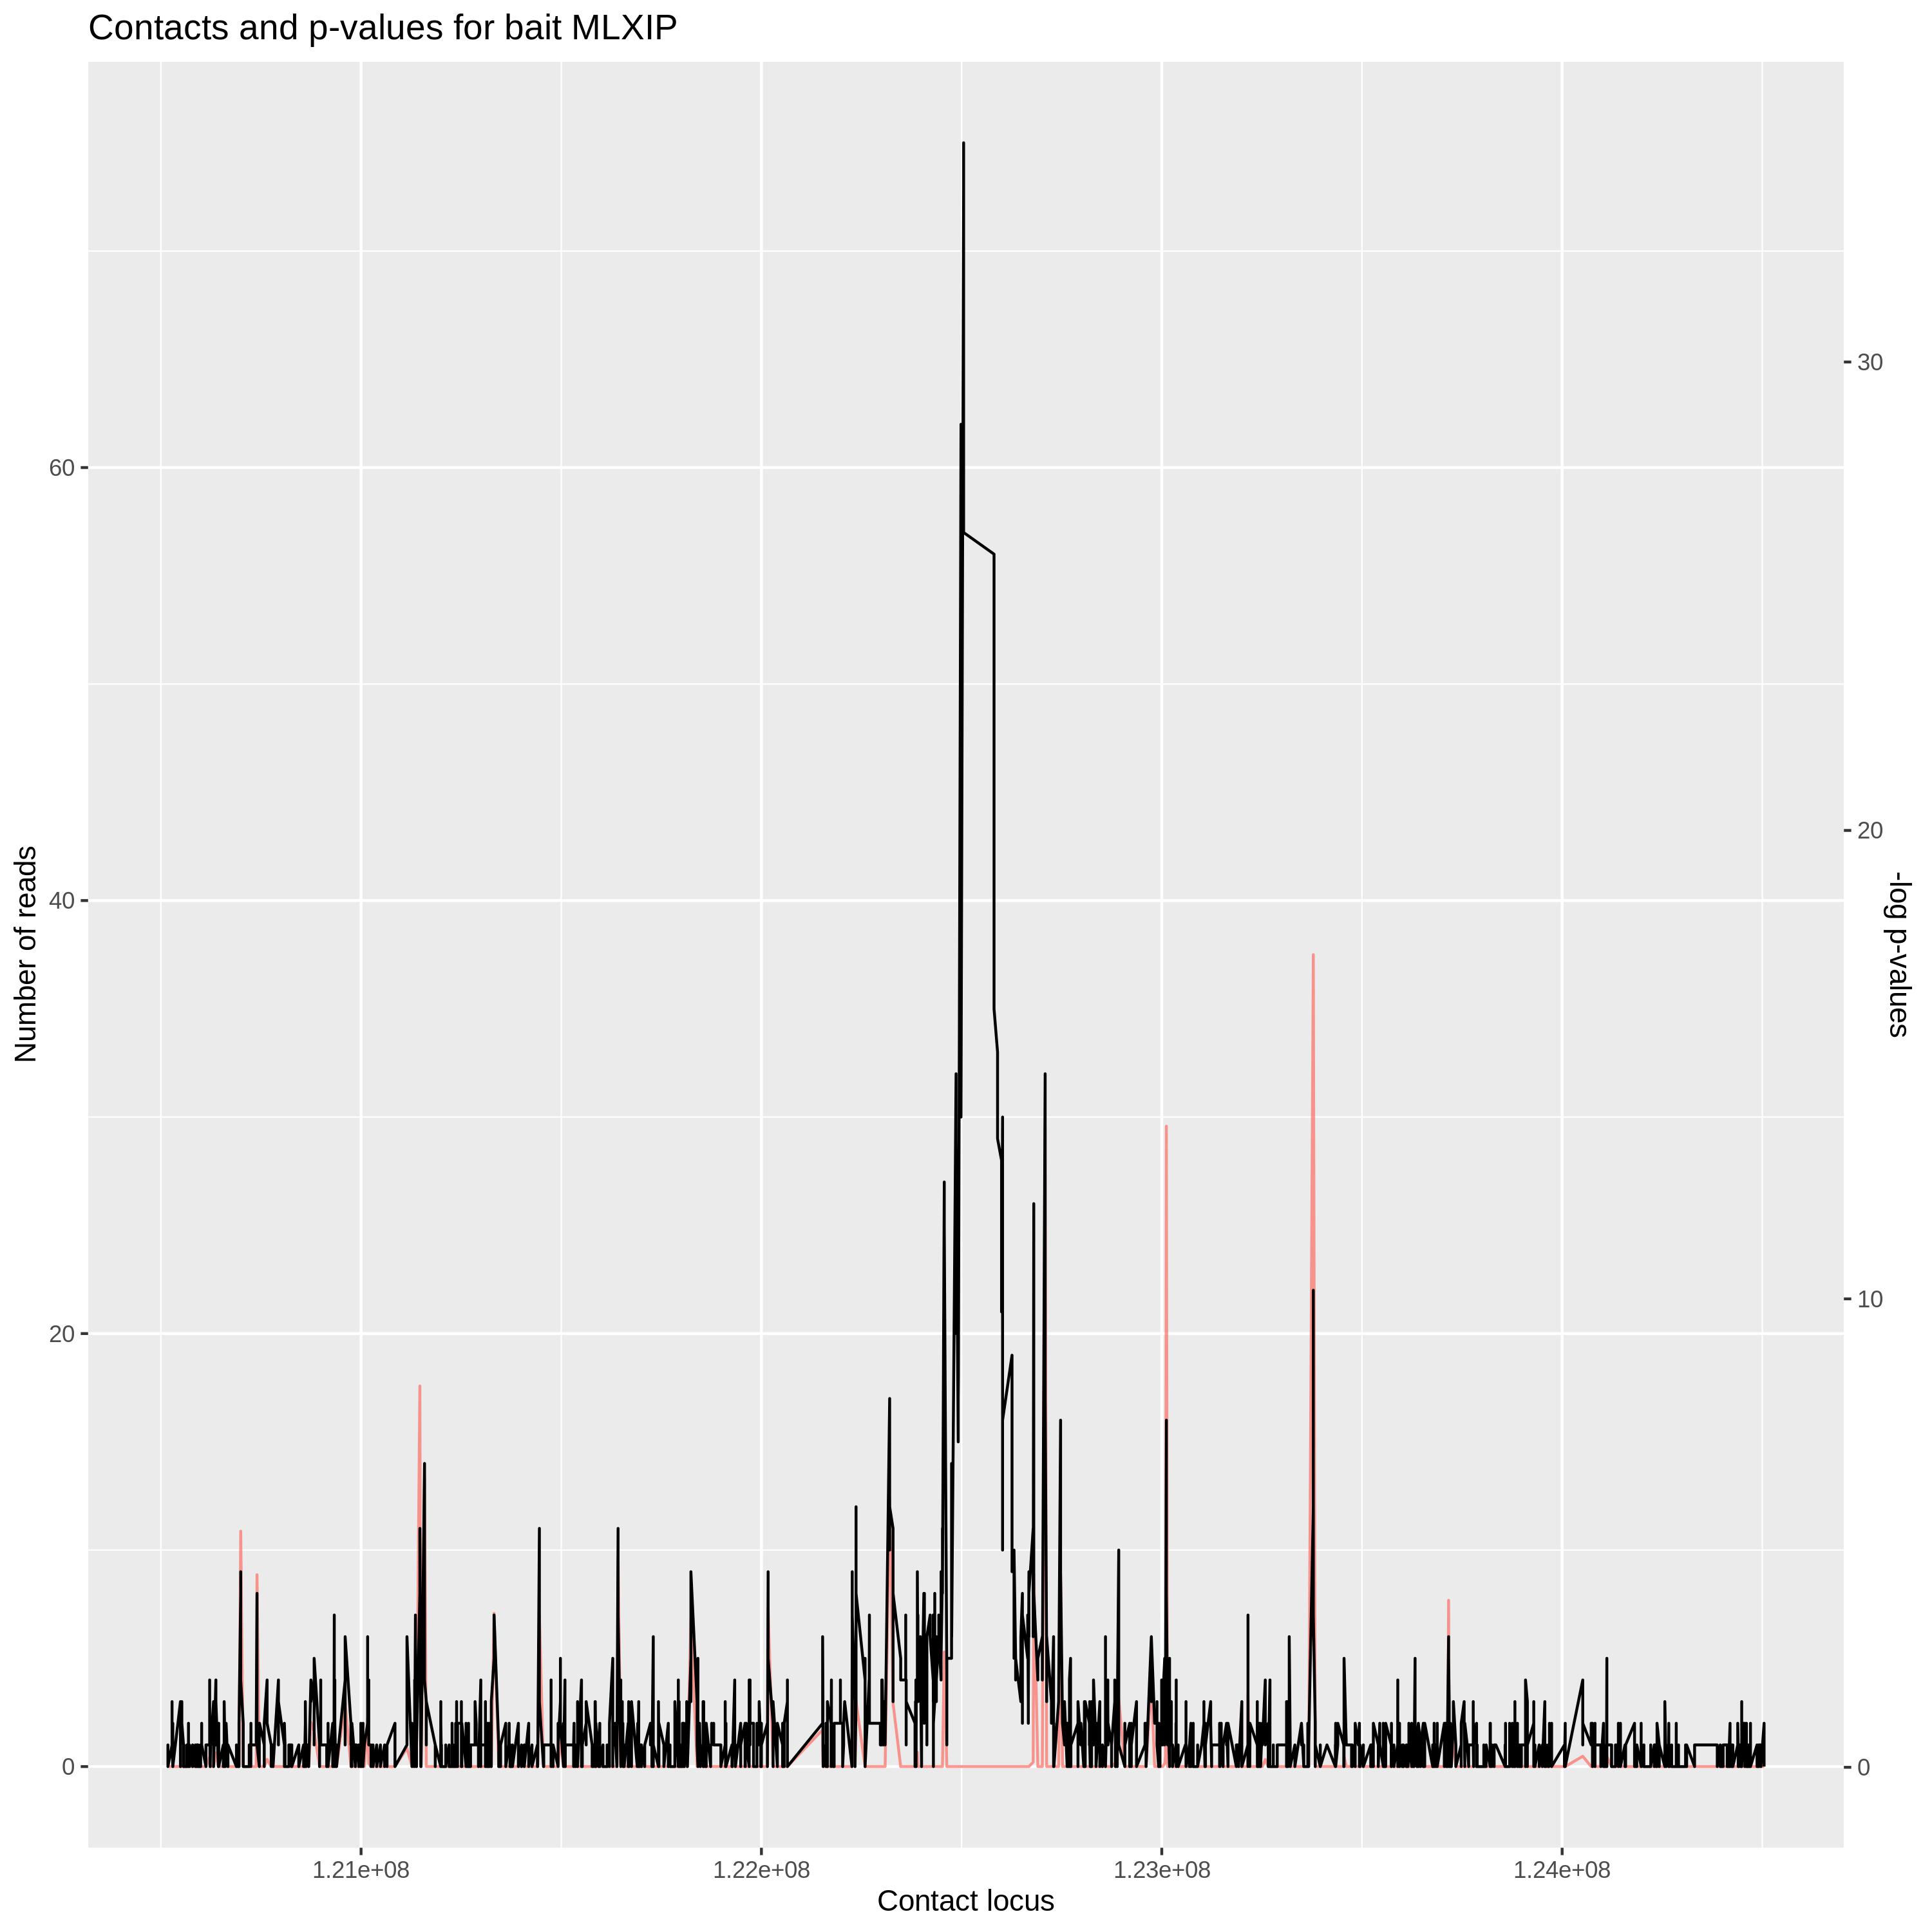 Contacts and p-values for bait MLXIP
Number of reads
60
40
20
0
30
20
10
0
-log p-values
1.21e+08
1.22e+08
1.23e+08
1.24e+08
Contact locus